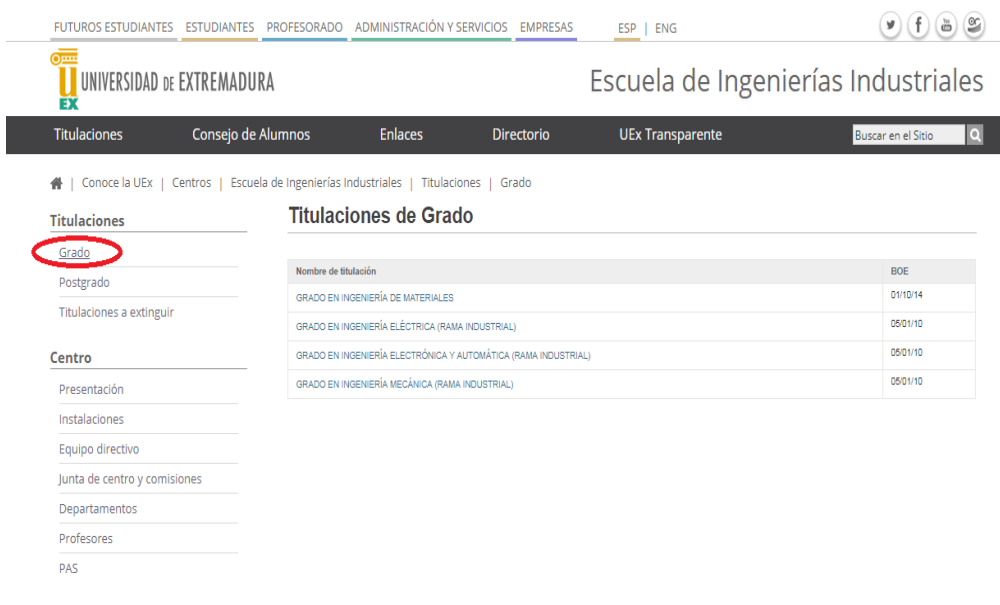 FUTUROS ESTUDIANTES ESTUDIANTES PROFESORADO ADMINISTRACIÓN Y SERVICIOS EMPRESAS ESP | ENG
UNIVERSIDAD DE EXTREMADURA
UEX
Escuela de Ingenierías Industriales
Titulaciones Consejo de Alumnos Enlaces Directorio UEx Transparente Buscar en el Sitio
| Conoce la UEx | Centros | Escuela de Ingenierías Industriales | Titulaciones | Grado
Titulaciones
Grado
Postgrado
Titulaciones a extinguir
Centro
Presentación
Instalaciones
Equipo directivo
Junta de centro y comisiones
Departamentos
Profesores
PAS
Titulaciones de Grado
Nombre de titulación BOE
GRADO EN INGENIERÍA DE MATERIALES 01/10/14
GRADO EN INGENIERÍA ELÉCTRICA (RAMA INDUSTRIAL) 05/01/10
GRADO EN INGENIERÍA ELECTRÓNICA Y AUTOMÁTICA (RAMA INDUSTRIAL) 05/01/10
GRADO EN INGENIERÍA MECÁNICA (RAMA INDUSTRIAL) 05/01/10